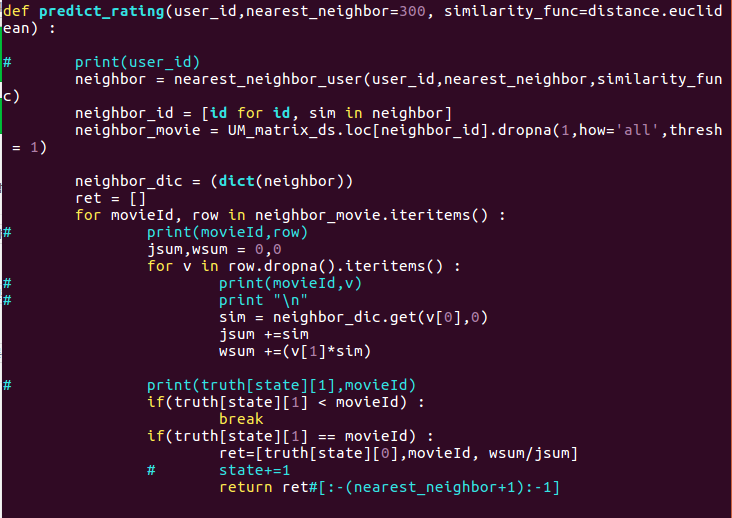 def predict_rating(user_id,nearest_neighbor=300, similarity_func=distance.euclid
ean) :
#       print(user_id)
        neighbor = nearest_neighbor_user(user_id,nearest_neighbor,similarity_fun
c)
        neighbor_id = [id for id, sim in neighbor]
        neighbor_movie = UM_matrix_ds.loc[neighbor_id].dropna(1,how='all',thresh
 = 1)
        neighbor_dic = (dict(neighbor))
        ret = []
        for movieId, row in neighbor_movie.iteritems() :
#               print(movieId,row)
                jsum,wsum = 0,0
                for v in row.dropna().iteritems() :
#                       print(movieId,v)
#                       print "\n"
                        sim = neighbor_dic.get(v[0],0)
                        jsum +=sim
                        wsum +=(v[1]*sim)
#               print(truth[state][1],movieId)
                if(truth[state][1] < movieId) :
                        break
                if(truth[state][1] == movieId) :
                        ret=[truth[state][0],movieId, wsum/jsum]
                #       state+=1
                        return ret#[:-(nearest_neighbor+1):-1]